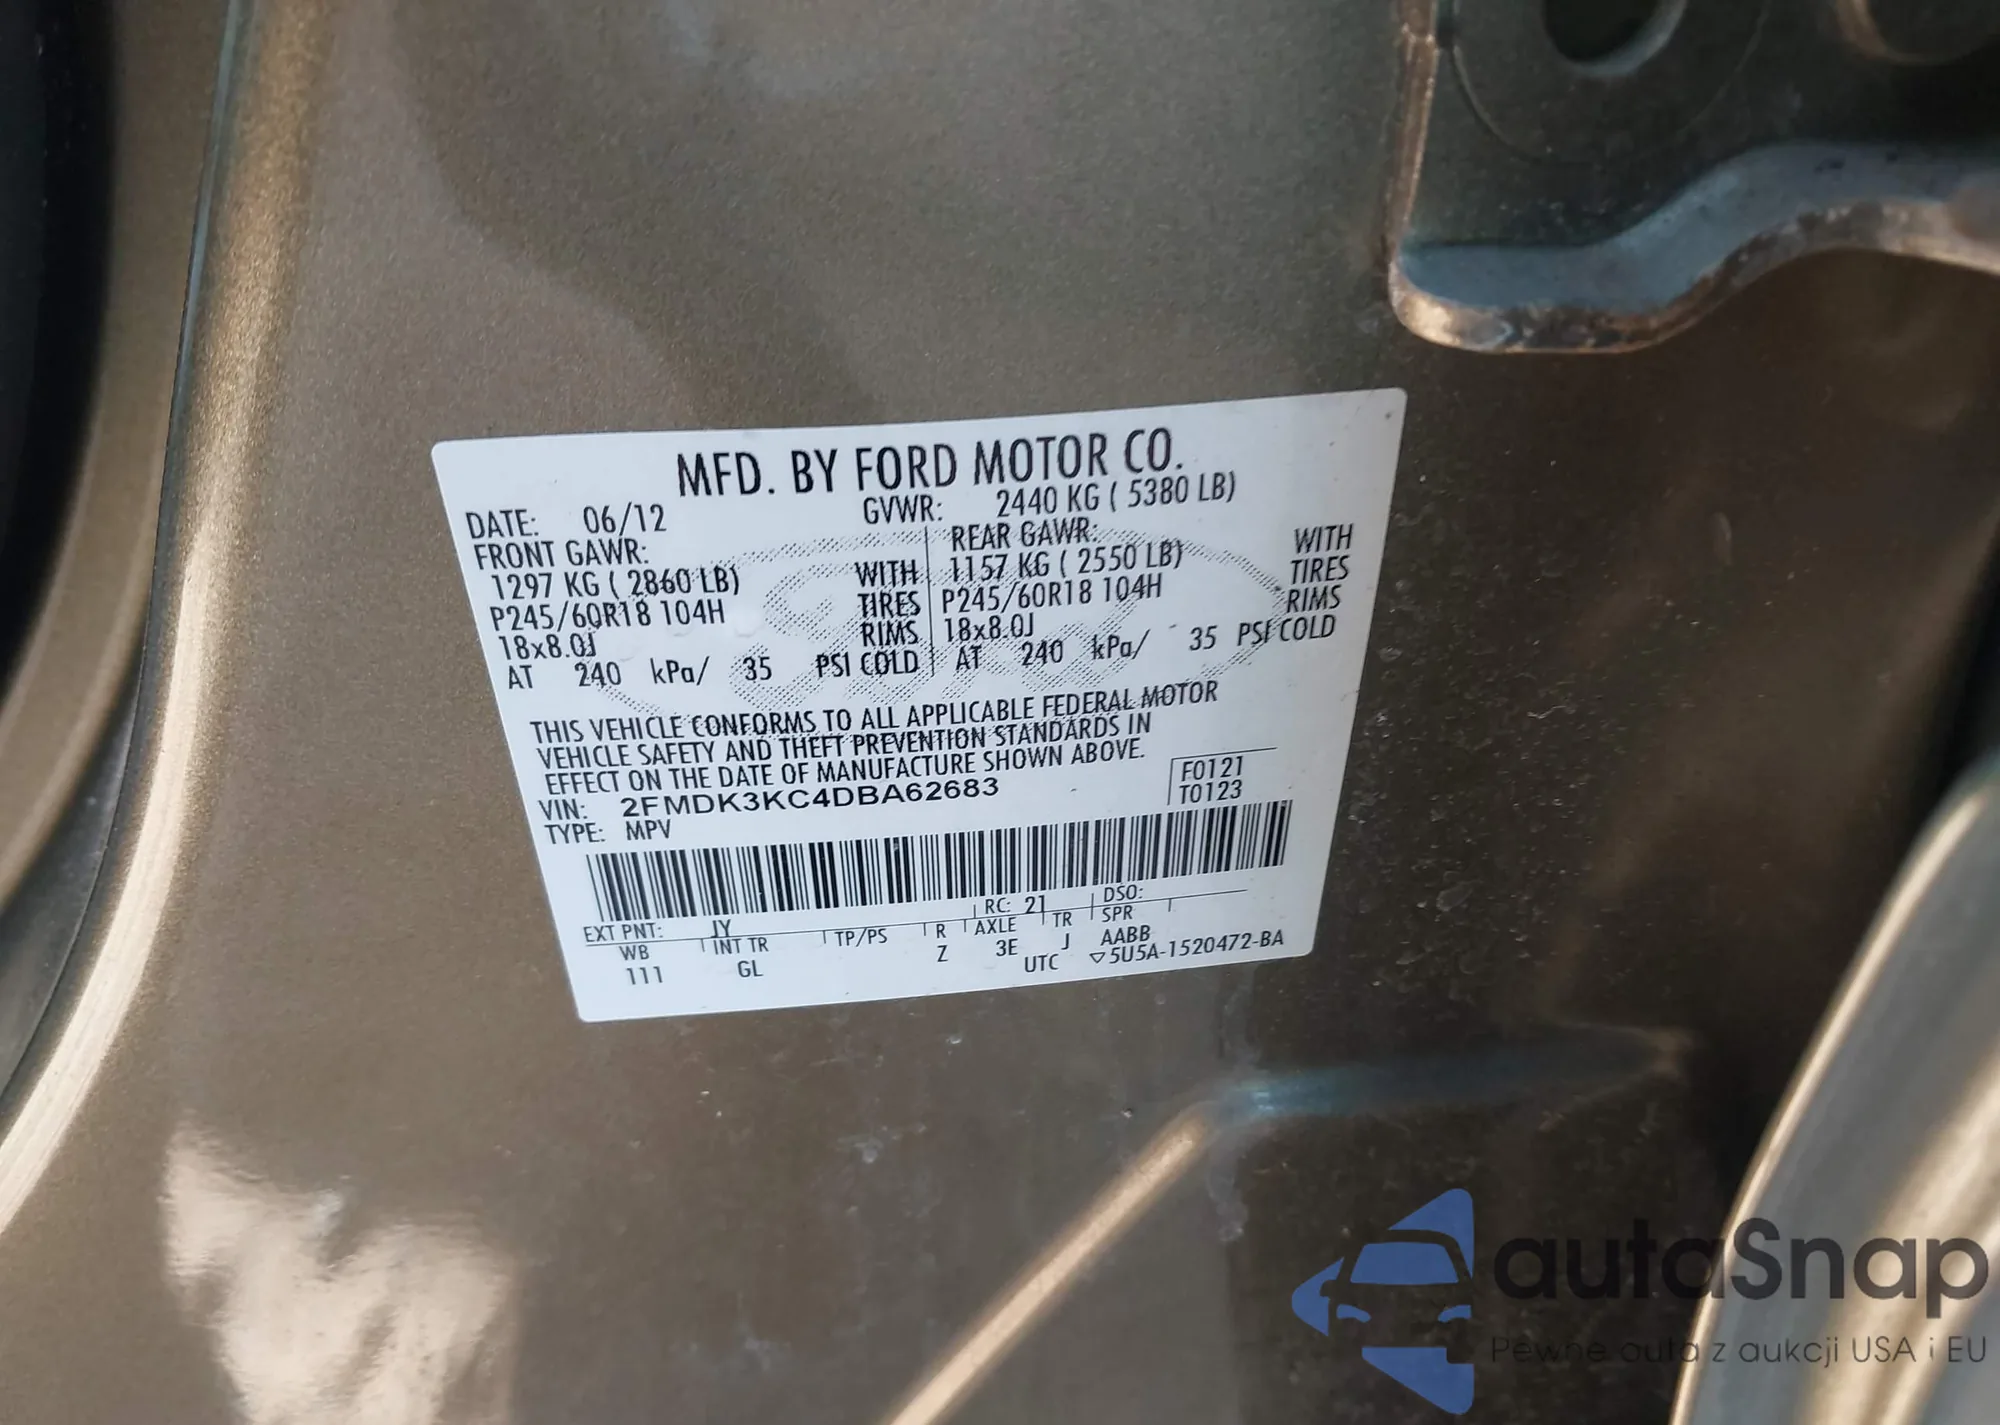 MFD. BY FORD MOTOR CO.
DATE: 06/12 GVWR: 2440 KG ( 5380 LB)
FRONT GAWR: REAR GAWR:
1297 KG ( 2860 LB) WITH 1157 KG ( 2550 LB) WITH
P245/60R18 104H TIRES P245/60R18 104H TIRES
18x8.0J RIMS 18x8.0J RIMS
AT 240 kPa/ 35 PSI COLD AT 240 kPa/ 35 PSI COLD
THIS VEHICLE CONFORMS TO ALL APPLICABLE FEDERAL MOTOR
VEHICLE SAFETY AND THEFT PREVENTION STANDARDS IN
EFFECT ON THE DATE OF MANUFACTURE SHOWN ABOVE.
VIN: 2FMDK3KC4DBA62683 F0121
TYPE: MPV T0123
EXT PNT: JY RC: 21 DSO:
WB INT TR TP/PS R AXLE TR SPR
111 GL Z 3E J AABB
UTC ▽5U5A-1520472-BA
autaSnap
Pewne auta z aukcji USA i EU